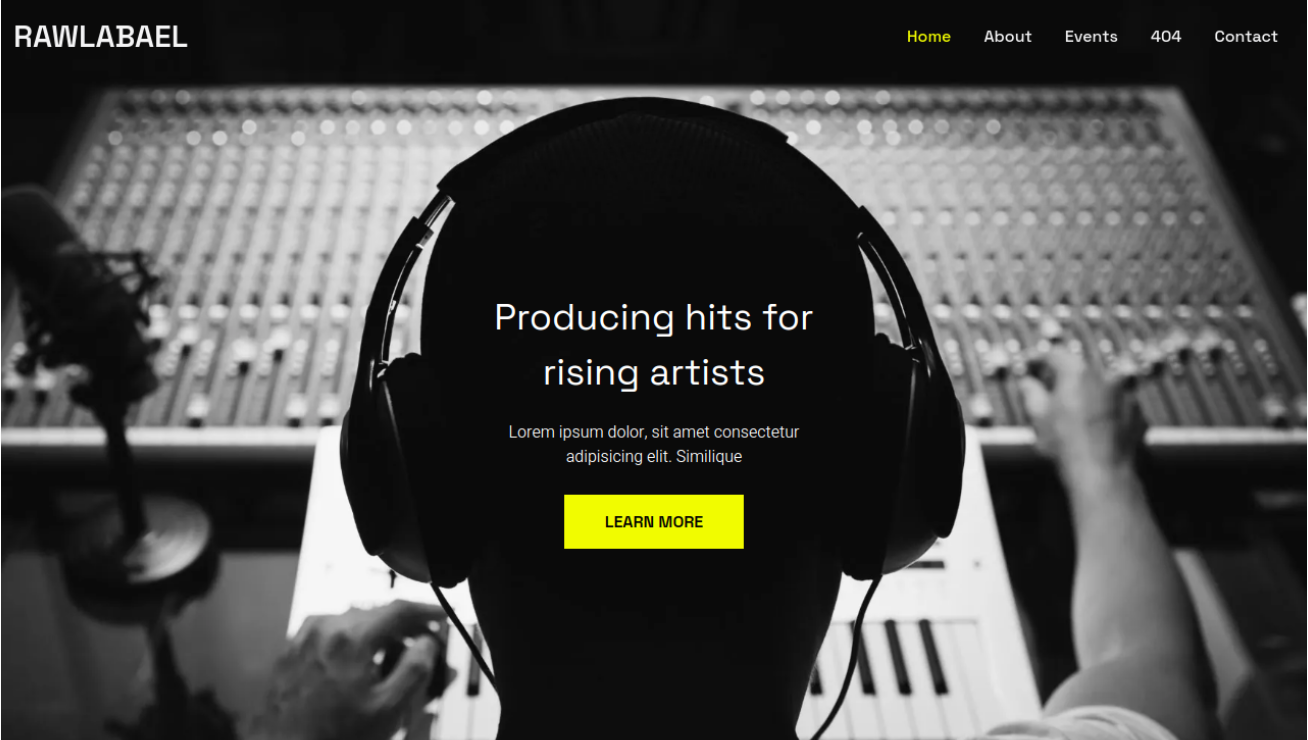 RAWLABAEL
Home About Events 404 Contact
Producing hits for
rising artists
Lorem ipsum dolor, sit amet consectetur
adipisicing elit. Similique
LEARN MORE